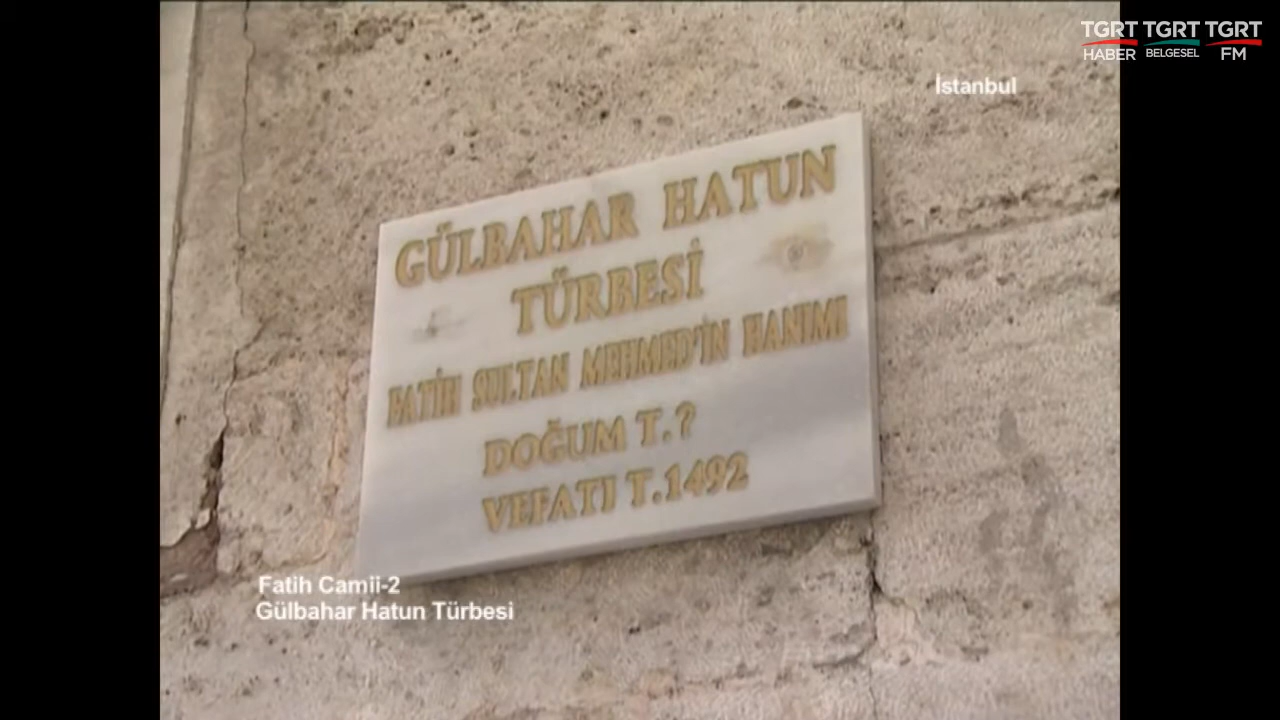 TGRT TGRT TGRT
HABER BELGESEL FM
İstanbul
GÜLBAHAR HATUN
TÜRBESİ
FATİH SULTAN MEHMED'İN HANIMI
DOĞUM T.?
VEFATI T.1492
Fatih Camii-2
Gülbahar Hatun Türbesi